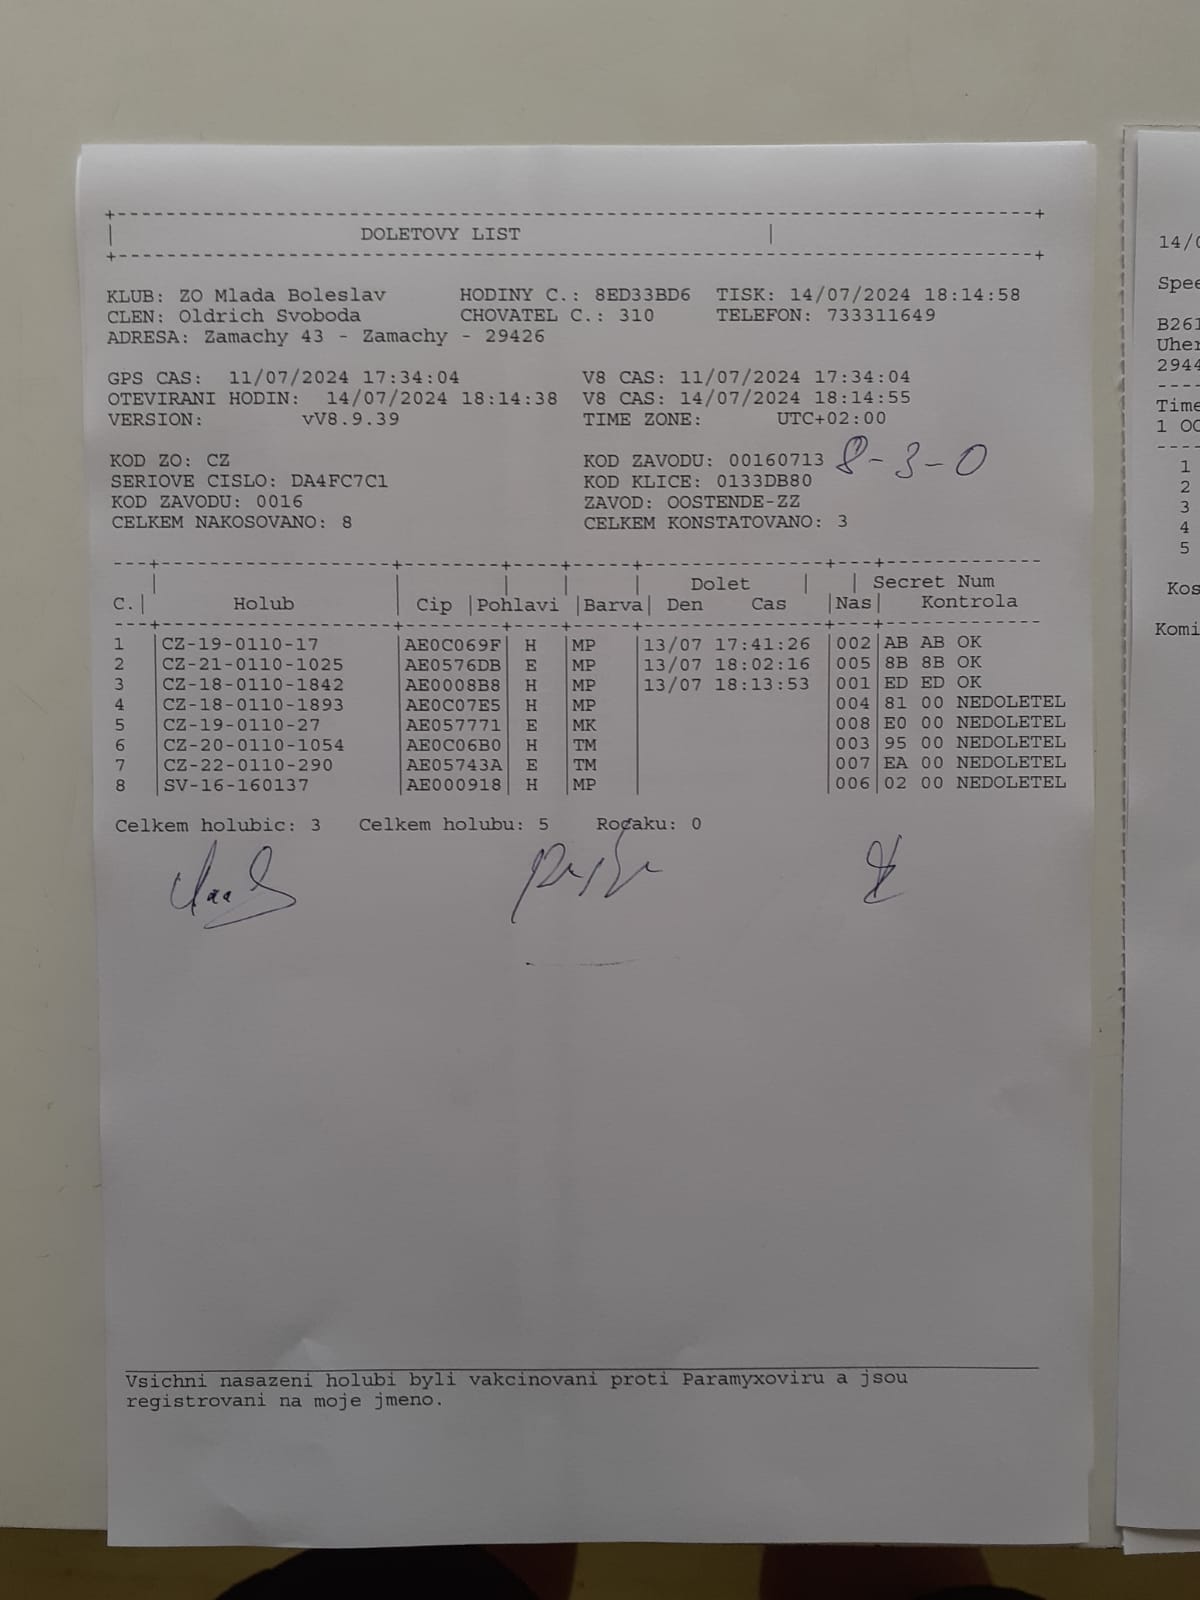 DOLETOVY LIST
KLUB: ZO Mlada Boleslav HODINY C.: 8ED33BD6 TISK: 14/07/2024 18:14:58
CLEN: Oldrich Svoboda CHOVATEL C.: 310 TELEFON: 733311649
ADRESA: Zamachy 43 - Zamachy - 29426
GPS CAS: 11/07/2024 17:34:04 V8 CAS: 11/07/2024 17:34:04
OTEVIRANI HODIN: 14/07/2024 18:14:38 V8 CAS: 14/07/2024 18:14:55
VERSION: vV8.9.39 TIME ZONE: UTC+02:00
KOD ZO: CZ KOD ZAVODU: 00160713 8-3-0
SERIOVE CISLO: DA4FC7C1 KOD KLICE: 0133DB80
KOD ZAVODU: 0016 ZAVOD: OOSTENDE-ZZ
CELKEM NAKOSOVANO: 8 CELKEM KONSTATOVANO: 3
Dolet Secret Num
C. Holub Cip Pohlavi Barva Den Cas Nas Kontrola
1 CZ-19-0110-17 AE0C069F H MP 13/07 17:41:26 002 AB AB OK
2 CZ-21-0110-1025 AE0576DB E MP 13/07 18:02:16 005 8B 8B OK
3 CZ-18-0110-1842 AE0008B8 H MP 13/07 18:13:53 001 ED ED OK
4 CZ-18-0110-1893 AE0C07E5 H MP 004 81 00 NEDOLETEL
5 CZ-19-0110-27 AE057771 E MK 008 E0 00 NEDOLETEL
6 CZ-20-0110-1054 AE0C06B0 H TM 003 95 00 NEDOLETEL
7 CZ-22-0110-290 AE05743A E TM 007 EA 00 NEDOLETEL
8 SV-16-160137 AE000918 H MP 006 02 00 NEDOLETEL
Celkem holubic: 3 Celkem holubu: 5 Rocaku: 0
Vsichni nasazeni holubi byli vakcinovani proti Paramyxoviru a jsou
registrovani na moje jmeno.
14/0
Spee
B261
Uher
2944
Time
1 OO
1
2
3
4
5
Kos
Komi